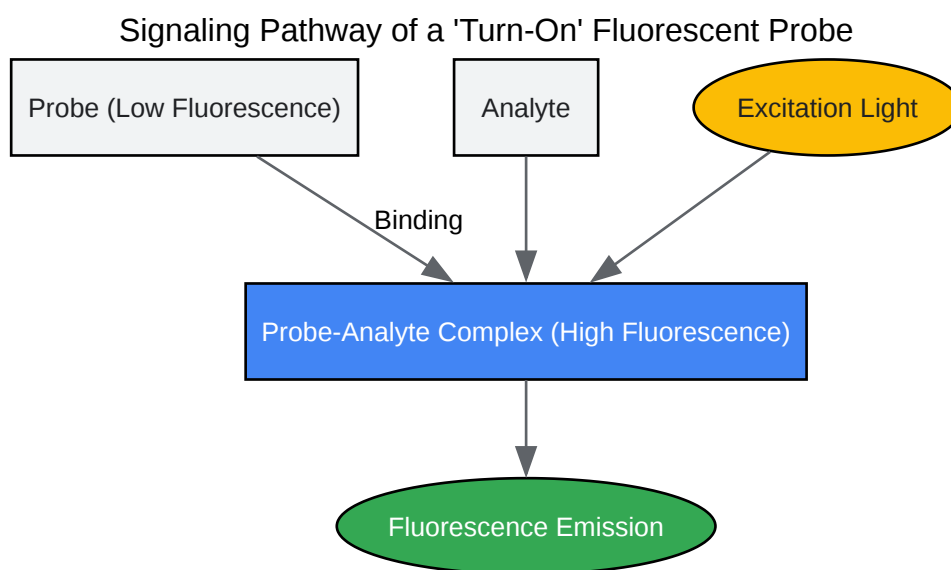 Signaling Pathway of a 'Turn-On' Fluorescent Probe
Probe (Low Fluorescence)
Analyte
Excitation Light
Binding
Probe-Analyte Complex (High Fluorescence)
Fluorescence Emission